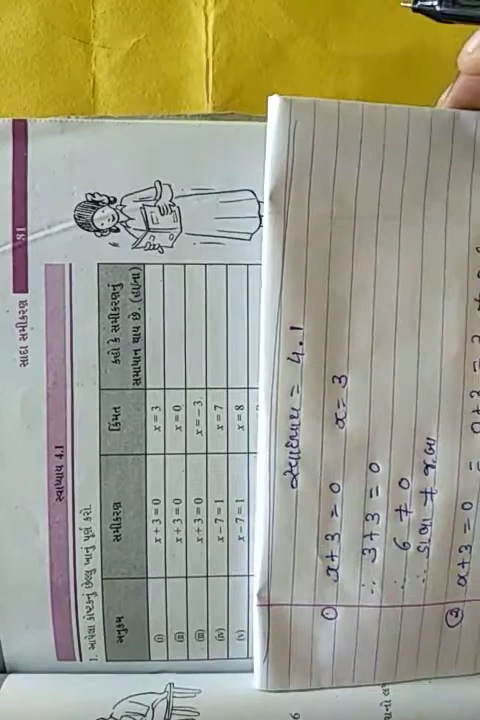 સાદા સમીકરણ 81
સ્વાધ્યાય 4.1
1. આપેલા કોષ્ટકનું છેલ્લું ખાનું પૂર્ણ કરો.
અનુક્રમ સમીકરણ કિંમત કહો કે સમીકરણનું સમાધાન થાય છે. (હા/ના)
(i) x + 3 = 0 x = 3
(ii) x + 3 = 0 x = 0
(iii) x + 3 = 0 x = – 3
(iv) x – 7 = 1 x = 7
(v) x – 7 = 1 x = 8
સ્વાધ્યાય = 4.1
① x + 3 = 0 x = 3
∴ 3 + 3 = 0
∴ 6 ≠ 0
∴ ડાબા ≠ જ.બા
② x + 3 = 0